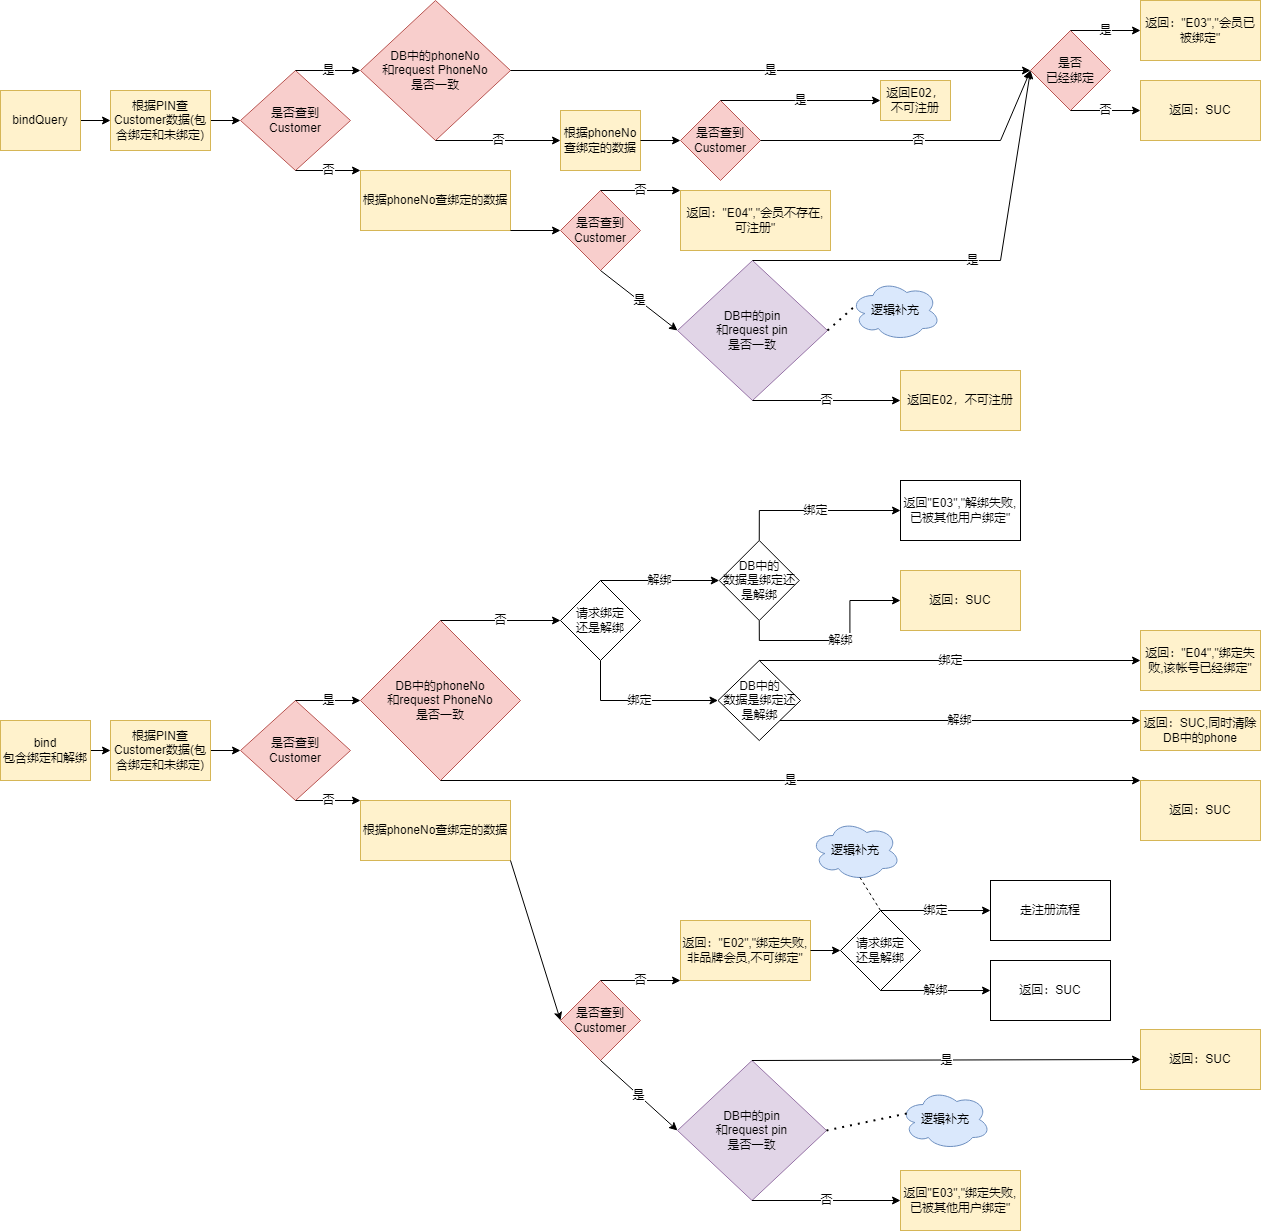 bindQuery
根据PIN查
Customer数据(包
含绑定和未绑定)
是否查到
Customer
是
DB中的phoneNo
和request PhoneNo
是否一致
是
否
根据phoneNo
查绑定的数据
是否查到
Customer
是
返回E02，
不可注册
否
是否
已经绑定
是
返回："E03","会员已
被绑定"
否
返回：SUC
否
根据phoneNo查绑定的数据
是否查到
Customer
否
返回："E04","会员不存在,
可注册"
是
DB中的pin
和request pin
是否一致
是
逻辑补充
否
返回E02，不可注册
bind
包含绑定和解绑
根据PIN查
Customer数据(包
含绑定和未绑定)
是否查到
Customer
是
DB中的phoneNo
和request PhoneNo
是否一致
否
请求绑定
还是解绑
解绑
DB中的
数据是绑定还
是解绑
绑定
返回"E03","解绑失败,
已被其他用户绑定"
解绑
返回：SUC
绑定
DB中的
数据是绑定还
是解绑
绑定
返回："E04","绑定失
败,该帐号已经绑定"
解绑
返回：SUC,同时清除
DB中的phone
是
返回：SUC
否
根据phoneNo查绑定的数据
是否查到
Customer
否
返回："E02","绑定失败,
非品牌会员,不可绑定"
逻辑补充
请求绑定
还是解绑
绑定
走注册流程
解绑
返回：SUC
是
DB中的pin
和request pin
是否一致
是
返回：SUC
逻辑补充
否
返回"E03","绑定失败,
已被其他用户绑定"